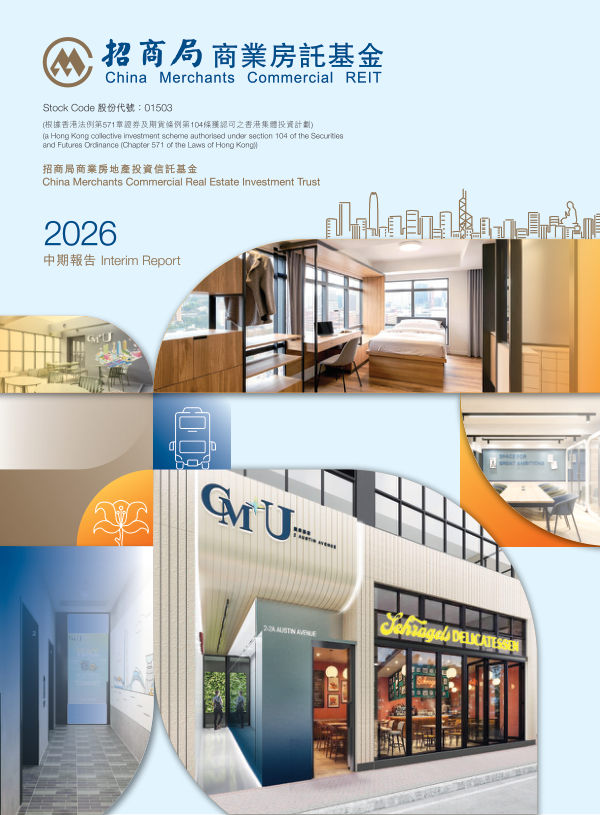 招商局 商業房託基金
China Merchants Commercial REIT
Stock Code 股份代號：01503
(根據香港法例第571章證券及期貨條例第104條獲認可之香港集體投資計劃)
(a Hong Kong collective investment scheme authorised under section 104 of the Securities
and Futures Ordinance (Chapter 571 of the Laws of Hong Kong))
招商局商業房地產投資信託基金
China Merchants Commercial Real Estate Investment Trust
2026
中期報告 Interim Report
CM+U
SPACE FOR
GREAT AMBITIONS
CM+U
2 AUSTIN AVENUE
2-2A AUSTIN AVENUE
Schragels DELICATESSEN